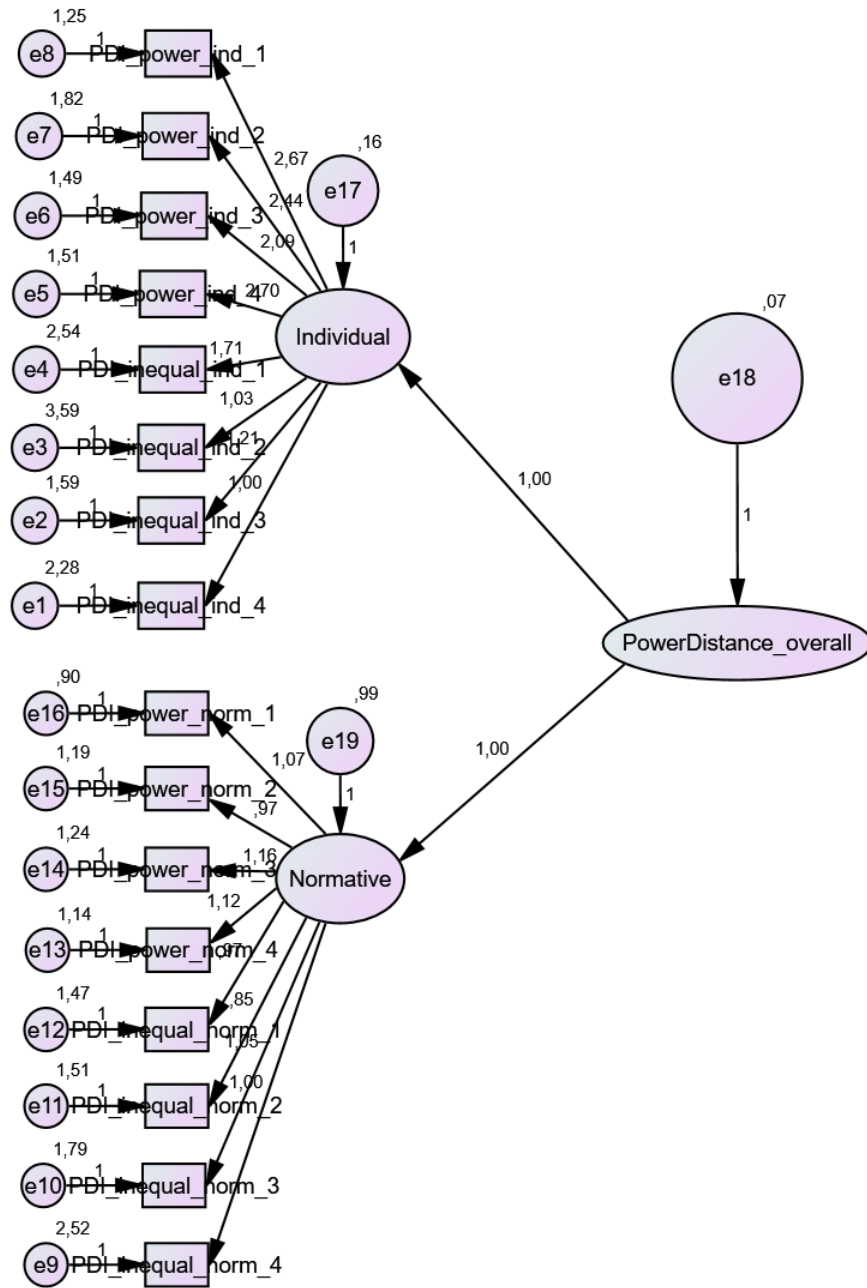 1,25
e8 1 PDI_power_ind_1
1,82
e7 1 PDI_power_ind_2
1,49
e6 1 PDI_power_ind_3
1,51
e5 1 PDI_power_ind_4
2,54
e4 1 PDI_inequal_ind_1
3,59
e3 1 PDI_inequal_ind_2
1,59
e2 1 PDI_inequal_ind_3
2,28
e1 1 PDI_inequal_ind_4
2,67
2,44
2,09
2,70
1,71
1,03
1,21
1,00
,16
e17
1
Individual
,07
e18
1
1,00
PowerDistance_overall
1,00
,90
e16 1 PDI_power_norm_1
1,19
e15 1 PDI_power_norm_2
1,24
e14 1 PDI_power_norm_3
1,14
e13 1 PDI_power_norm_4
1,47
e12 1 PDI_inequal_norm_1
1,51
e11 1 PDI_inequal_norm_2
1,79
e10 1 PDI_inequal_norm_3
2,52
e9 1 PDI_inequal_norm_4
1,07
,97
1,16
1,12
,97
,85
1,05
1,00
,99
e19
1
Normative